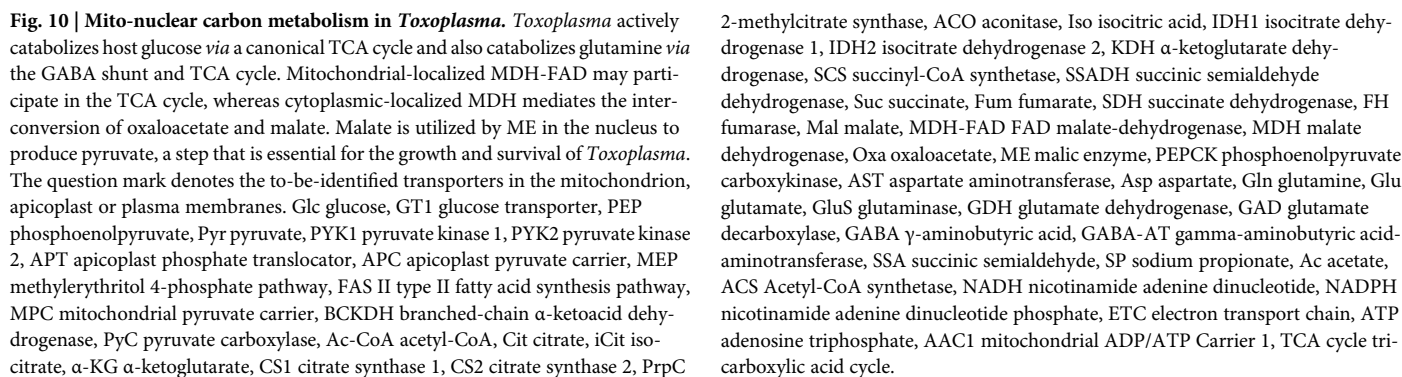 Fig. 10 | Mito-nuclear carbon metabolism in Toxoplasma. Toxoplasma actively
catabolizes host glucose via a canonical TCA cycle and also catabolizes glutamine via
the GABA shunt and TCA cycle. Mitochondrial-localized MDH-FAD may parti-
cipate in the TCA cycle, whereas cytoplasmic-localized MDH mediates the inter-
conversion of oxaloacetate and malate. Malate is utilized by ME in the nucleus to
produce pyruvate, a step that is essential for the growth and survival of Toxoplasma.
The question mark denotes the to-be-identified transporters in the mitochondrion,
apicoplast or plasma membranes. Glc glucose, GT1 glucose transporter, PEP
phosphoenolpyruvate, Pyr pyruvate, PYK1 pyruvate kinase 1, PYK2 pyruvate kinase
2, APT apicoplast phosphate translocator, APC apicoplast pyruvate carrier, MEP
methylerythritol 4-phosphate pathway, FAS II type II fatty acid synthesis pathway,
MPC mitochondrial pyruvate carrier, BCKDH branched-chain α-ketoacid dehy-
drogenase, PyC pyruvate carboxylase, Ac-CoA acetyl-CoA, Cit citrate, iCit iso-
citrate, α-KG α-ketoglutarate, CS1 citrate synthase 1, CS2 citrate synthase 2, PrpC
2-methylcitrate synthase, ACO aconitase, Iso isocitric acid, IDH1 isocitrate dehy-
drogenase 1, IDH2 isocitrate dehydrogenase 2, KDH α-ketoglutarate dehy-
drogenase, SCS succinyl-CoA synthetase, SSADH succinic semialdehyde
dehydrogenase, Suc succinate, Fum fumarate, SDH succinate dehydrogenase, FH
fumarase, Mal malate, MDH-FAD FAD malate-dehydrogenase, MDH malate
dehydrogenase, Oxa oxaloacetate, ME malic enzyme, PEPCK phosphoenolpyruvate
carboxykinase, AST aspartate aminotransferase, Asp aspartate, Gln glutamine, Glu
glutamate, GluS glutaminase, GDH glutamate dehydrogenase, GAD glutamate
decarboxylase, GABA γ-aminobutyric acid, GABA-AT gamma-aminobutyric acid-
aminotransferase, SSA succinic semialdehyde, SP sodium propionate, Ac acetate,
ACS Acetyl-CoA synthetase, NADH nicotinamide adenine dinucleotide, NADPH
nicotinamide adenine dinucleotide phosphate, ETC electron transport chain, ATP
adenosine triphosphate, AAC1 mitochondrial ADP/ATP Carrier 1, TCA cycle tri-
carboxylic acid cycle.